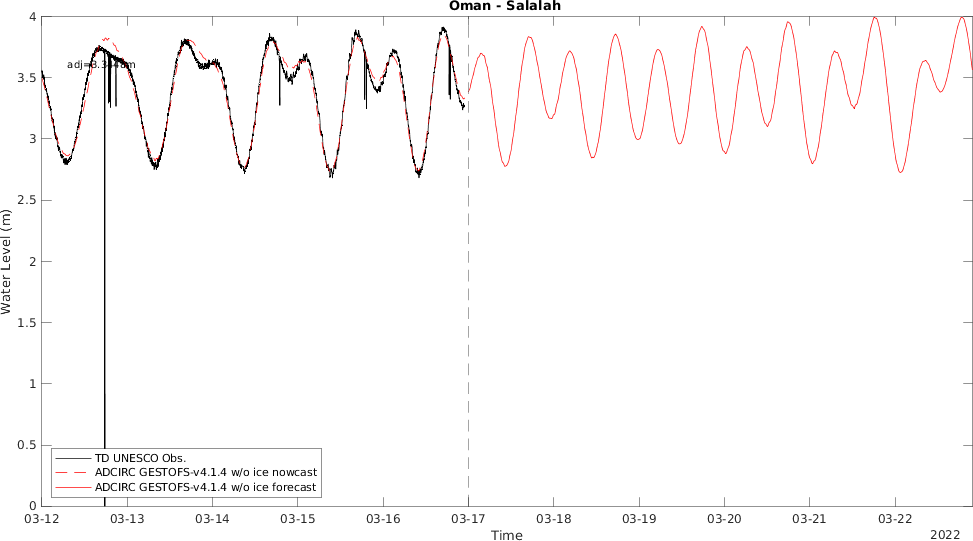 Oman - Salalah
4
3.5
3
2.5
2
1.5
1
0.5
0
Water Level (m)
TD UNESCO Obs.
ADCIRC GESTOFS-v4.1.4 w/o ice nowcast
ADCIRC GESTOFS-v4.1.4 w/o ice forecast
03-12 03-13 03-14 03-15 03-16 03-17 03-18 03-19 03-20 03-21 03-22
Time
2022